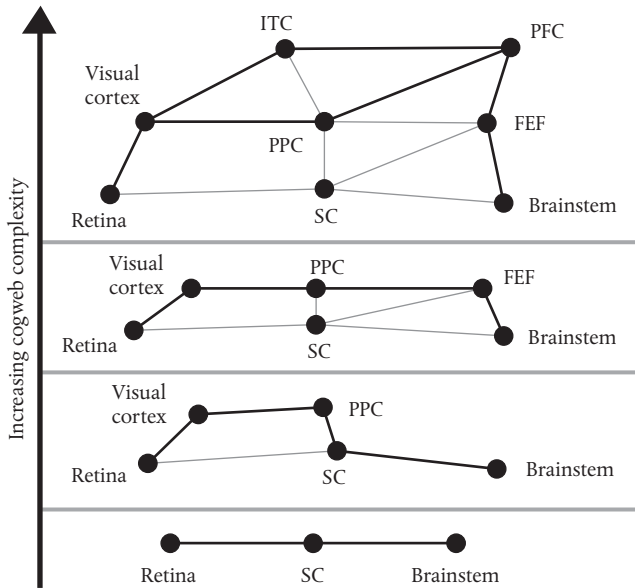 ITC
PFC
Visual
cortex
PPC
FEF
Retina
SC
Brainstem
Visual
cortex
PPC
FEF
Retina
SC
Brainstem
Visual
cortex
PPC
Retina
SC
Brainstem
Retina
SC
Brainstem
Increasing cogweb complexity